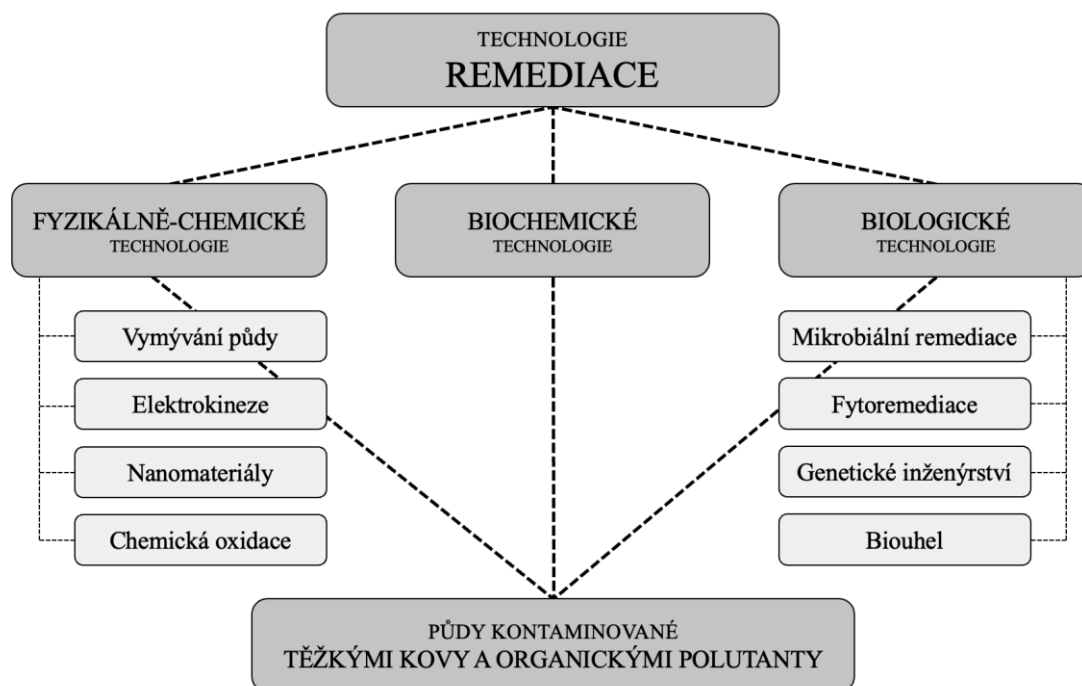 TECHNOLOGIE
REMEDIACE
FYZIKÁLNĚ-CHEMICKÉ
TECHNOLOGIE
BIOCHEMICKÉ
TECHNOLOGIE
BIOLOGICKÉ
TECHNOLOGIE
Vymývání půdy
Elektrokineze
Nanomateriály
Chemická oxidace
Mikrobiální remediace
Fytoremediace
Genetické inženýrství
Biouhel
PŮDY KONTAMINOVANÉ
TĚŽKÝMI KOVY A ORGANICKÝMI POLUTANTY